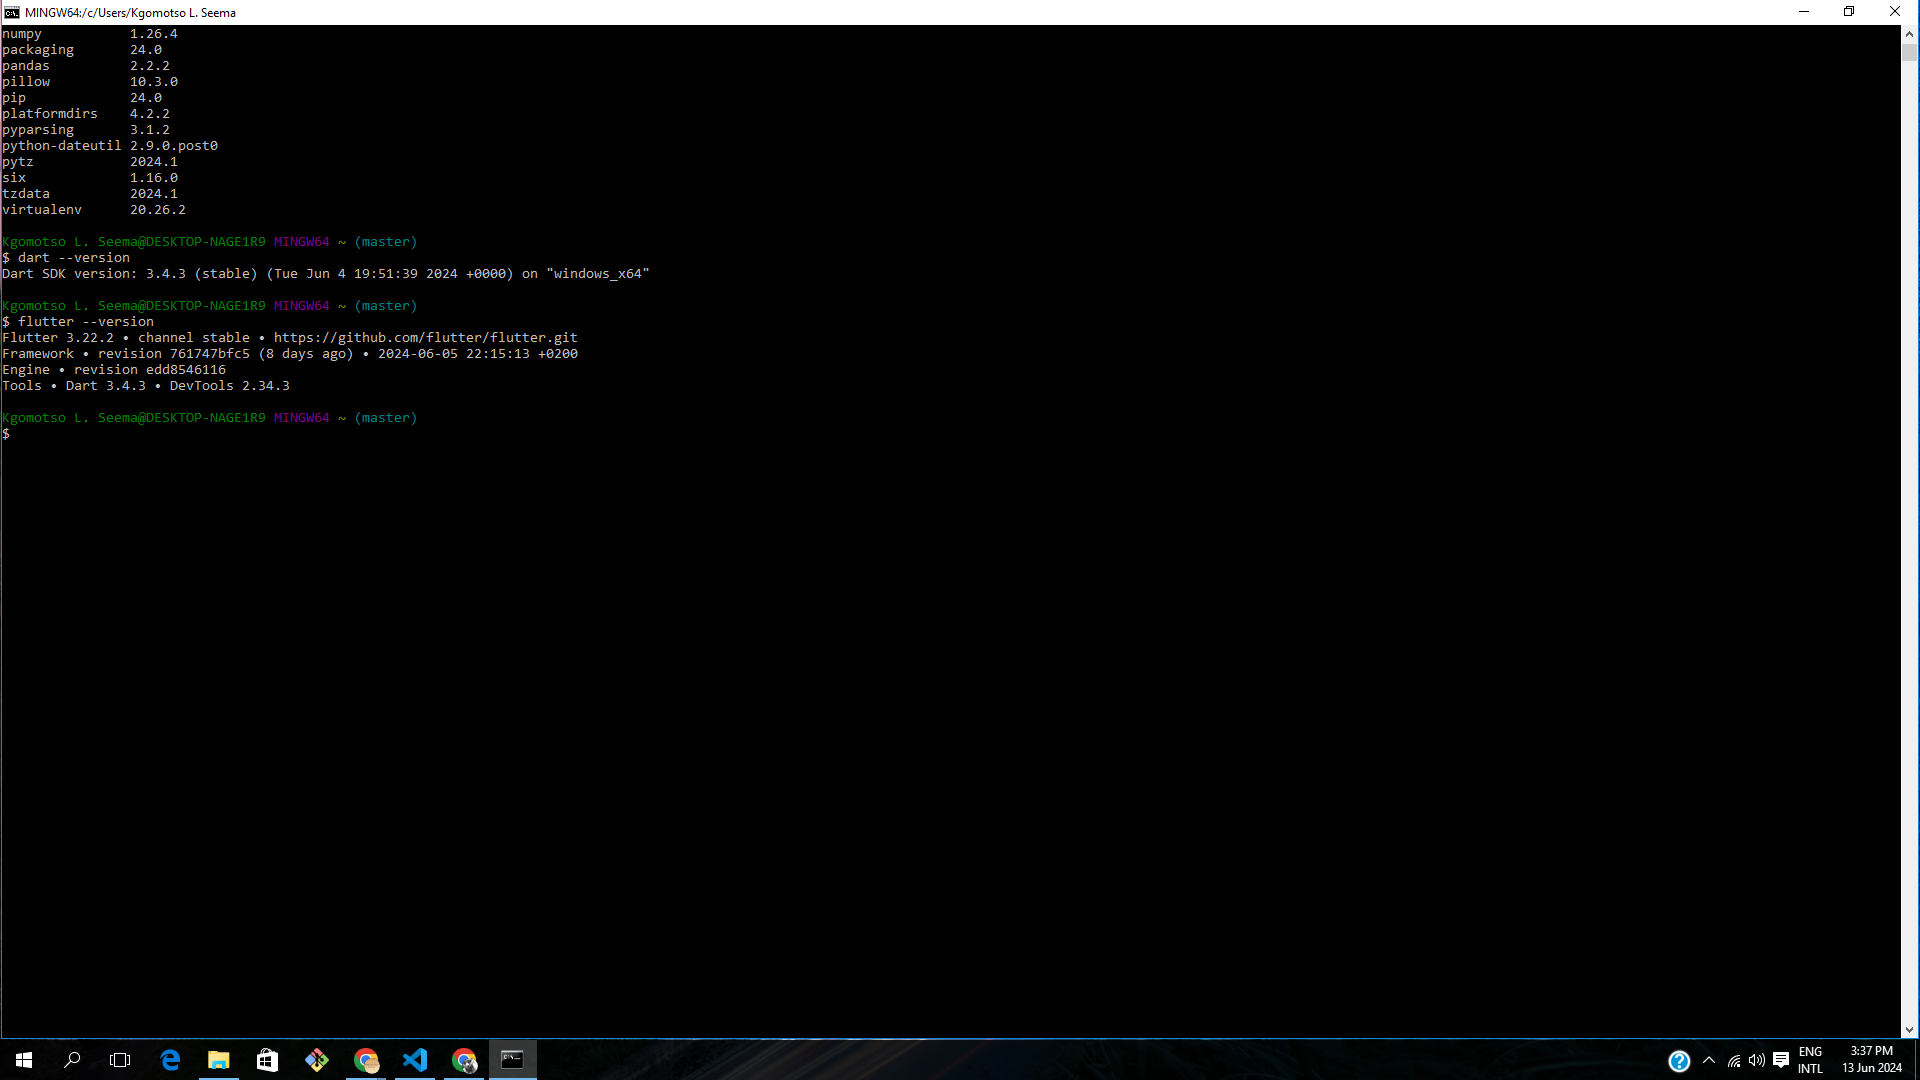 MINGW64:/c/Users/Kgomotso L. Seema
numpy           1.26.4
packaging       24.0
pandas          2.2.2
pillow          10.3.0
pip             24.0
platformdirs    4.2.2
pyparsing       3.1.2
python-dateutil 2.9.0.post0
pytz            2024.1
six             1.16.0
tzdata          2024.1
virtualenv      20.26.2
Kgomotso L. Seema@DESKTOP-NAGE1R9 MINGW64 ~ (master)
$ dart --version
Dart SDK version: 3.4.3 (stable) (Tue Jun 4 19:51:39 2024 +0000) on "windows_x64"
Kgomotso L. Seema@DESKTOP-NAGE1R9 MINGW64 ~ (master)
$ flutter --version
Flutter 3.22.2 • channel stable • https://github.com/flutter/flutter.git
Framework • revision 761747bfc5 (8 days ago) • 2024-06-05 22:15:13 +0200
Engine • revision edd8546116
Tools • Dart 3.4.3 • DevTools 2.34.3
Kgomotso L. Seema@DESKTOP-NAGE1R9 MINGW64 ~ (master)
$
ENG
INTL
3:37 PM
13 Jun 2024